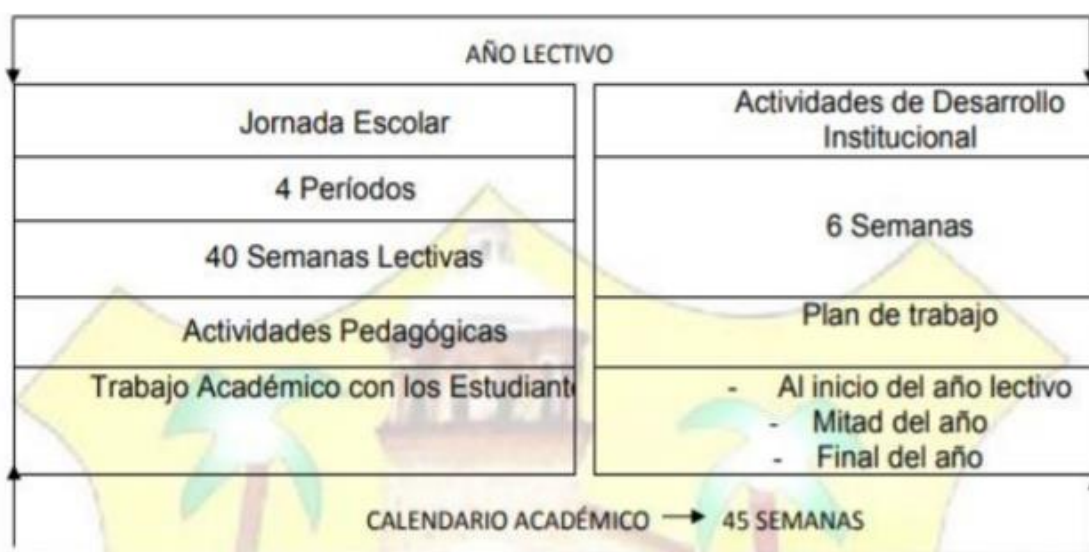 AÑO LECTIVO
Jornada Escolar
4 Períodos
40 Semanas Lectivas
Actividades Pedagógicas
Trabajo Académico con los Estudiant
Actividades de Desarrollo
Institucional
6 Semanas
Plan de trabajo
- Al inicio del año lectivo
- Mitad del año
- Final del año
CALENDARIO ACADÉMICO → 45 SEMANAS